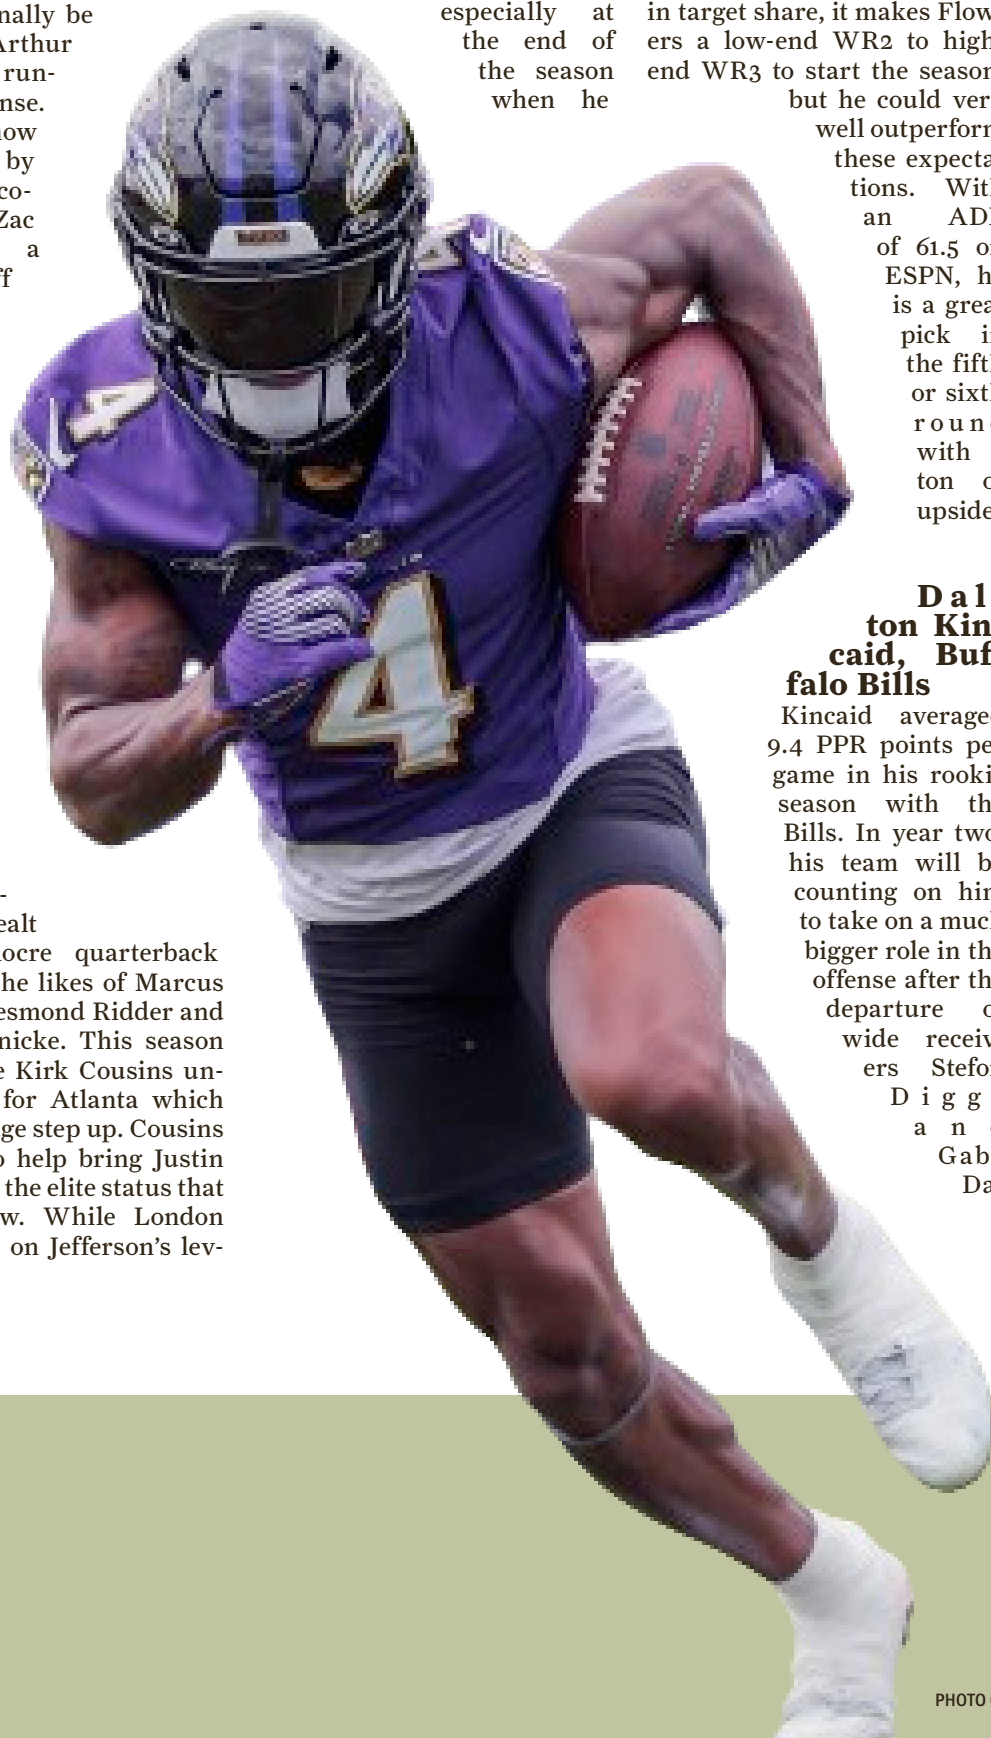 nally be
Arthur
run-
nse.
now
by
co-
Zac
a
ff
-
ealt
ocre quarterback
he likes of Marcus
esmond Ridder and
nicke. This season
e Kirk Cousins un-
for Atlanta which
ge step up. Cousins
o help bring Justin
the elite status that
w. While London
on Jefferson's lev-
especially at
the end of
the season
when he
in target share, it makes Flow
ers a low-end WR2 to high
end WR3 to start the season
but he could ver
well outperform
these expecta
tions. With
an AD
of 61.5 o
ESPN, h
is a grea
pick i
the fift
or sixt
roun
with
ton o
upside
Dal
ton Kin
caid, Buf
falo Bills
Kincaid average
9.4 PPR points pe
game in his rooki
season with th
Bills. In year two
his team will b
counting on him
to take on a muc
bigger role in th
offense after th
departure o
wide receiv
ers Stefo
Digg
an
Gab
Da
4
4
PHOTO